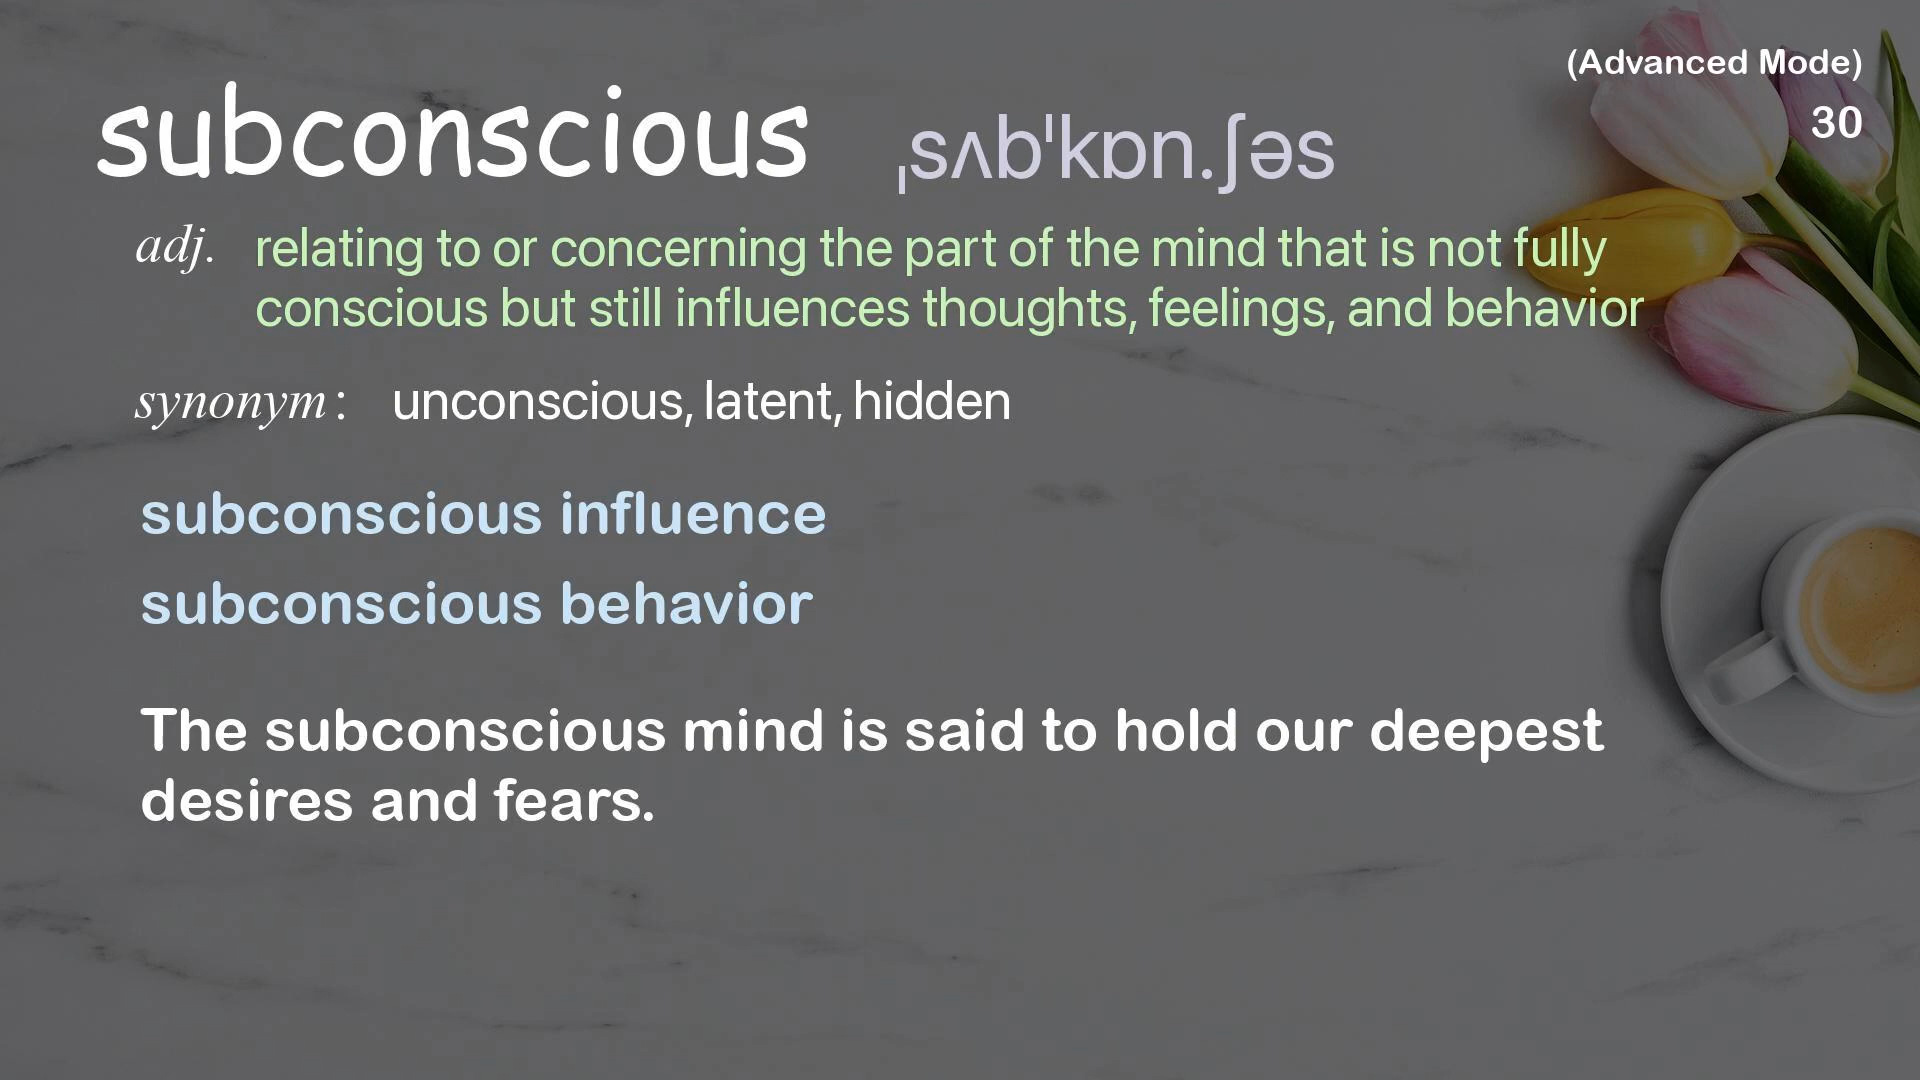 (Advanced Mode)
30
subconscious ˌsʌbˈkɒn.ʃəs
adj. relating to or concerning the part of the mind that is not fully
conscious but still influences thoughts, feelings, and behavior
synonym: unconscious, latent, hidden
subconscious influence
subconscious behavior
The subconscious mind is said to hold our deepest
desires and fears.